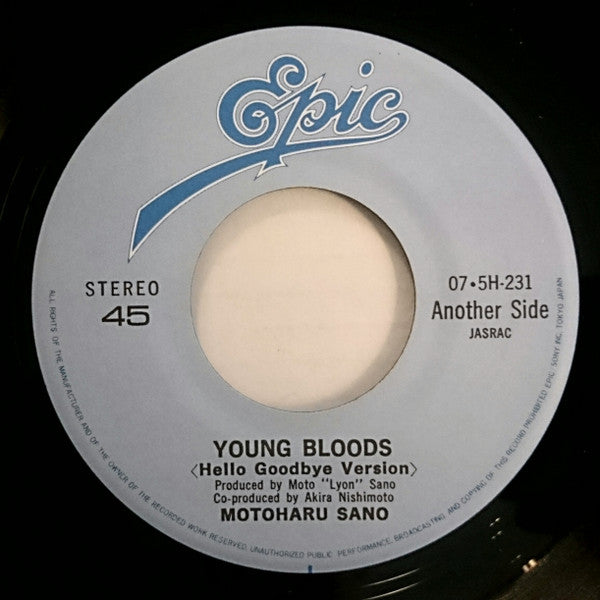 Epic
STEREO
45
07•5H-231
Another Side
JASRAC
YOUNG BLOODS
〈Hello Goodbye Version〉
Produced by Moto "Lyon" Sano
Co-produced by Akira Nishimoto
MOTOHARU SANO
ALL RIGHTS OF THE MANUFACTURER AND OF THE OWNER OF THE RECORDED WORK RESERVED. UNAUTHORIZED PUBLIC PERFORMANCE, BROADCASTING AND COPYING OF THIS RECORD PROHIBITED EPIC/SONY INC. TOKYO JAPAN